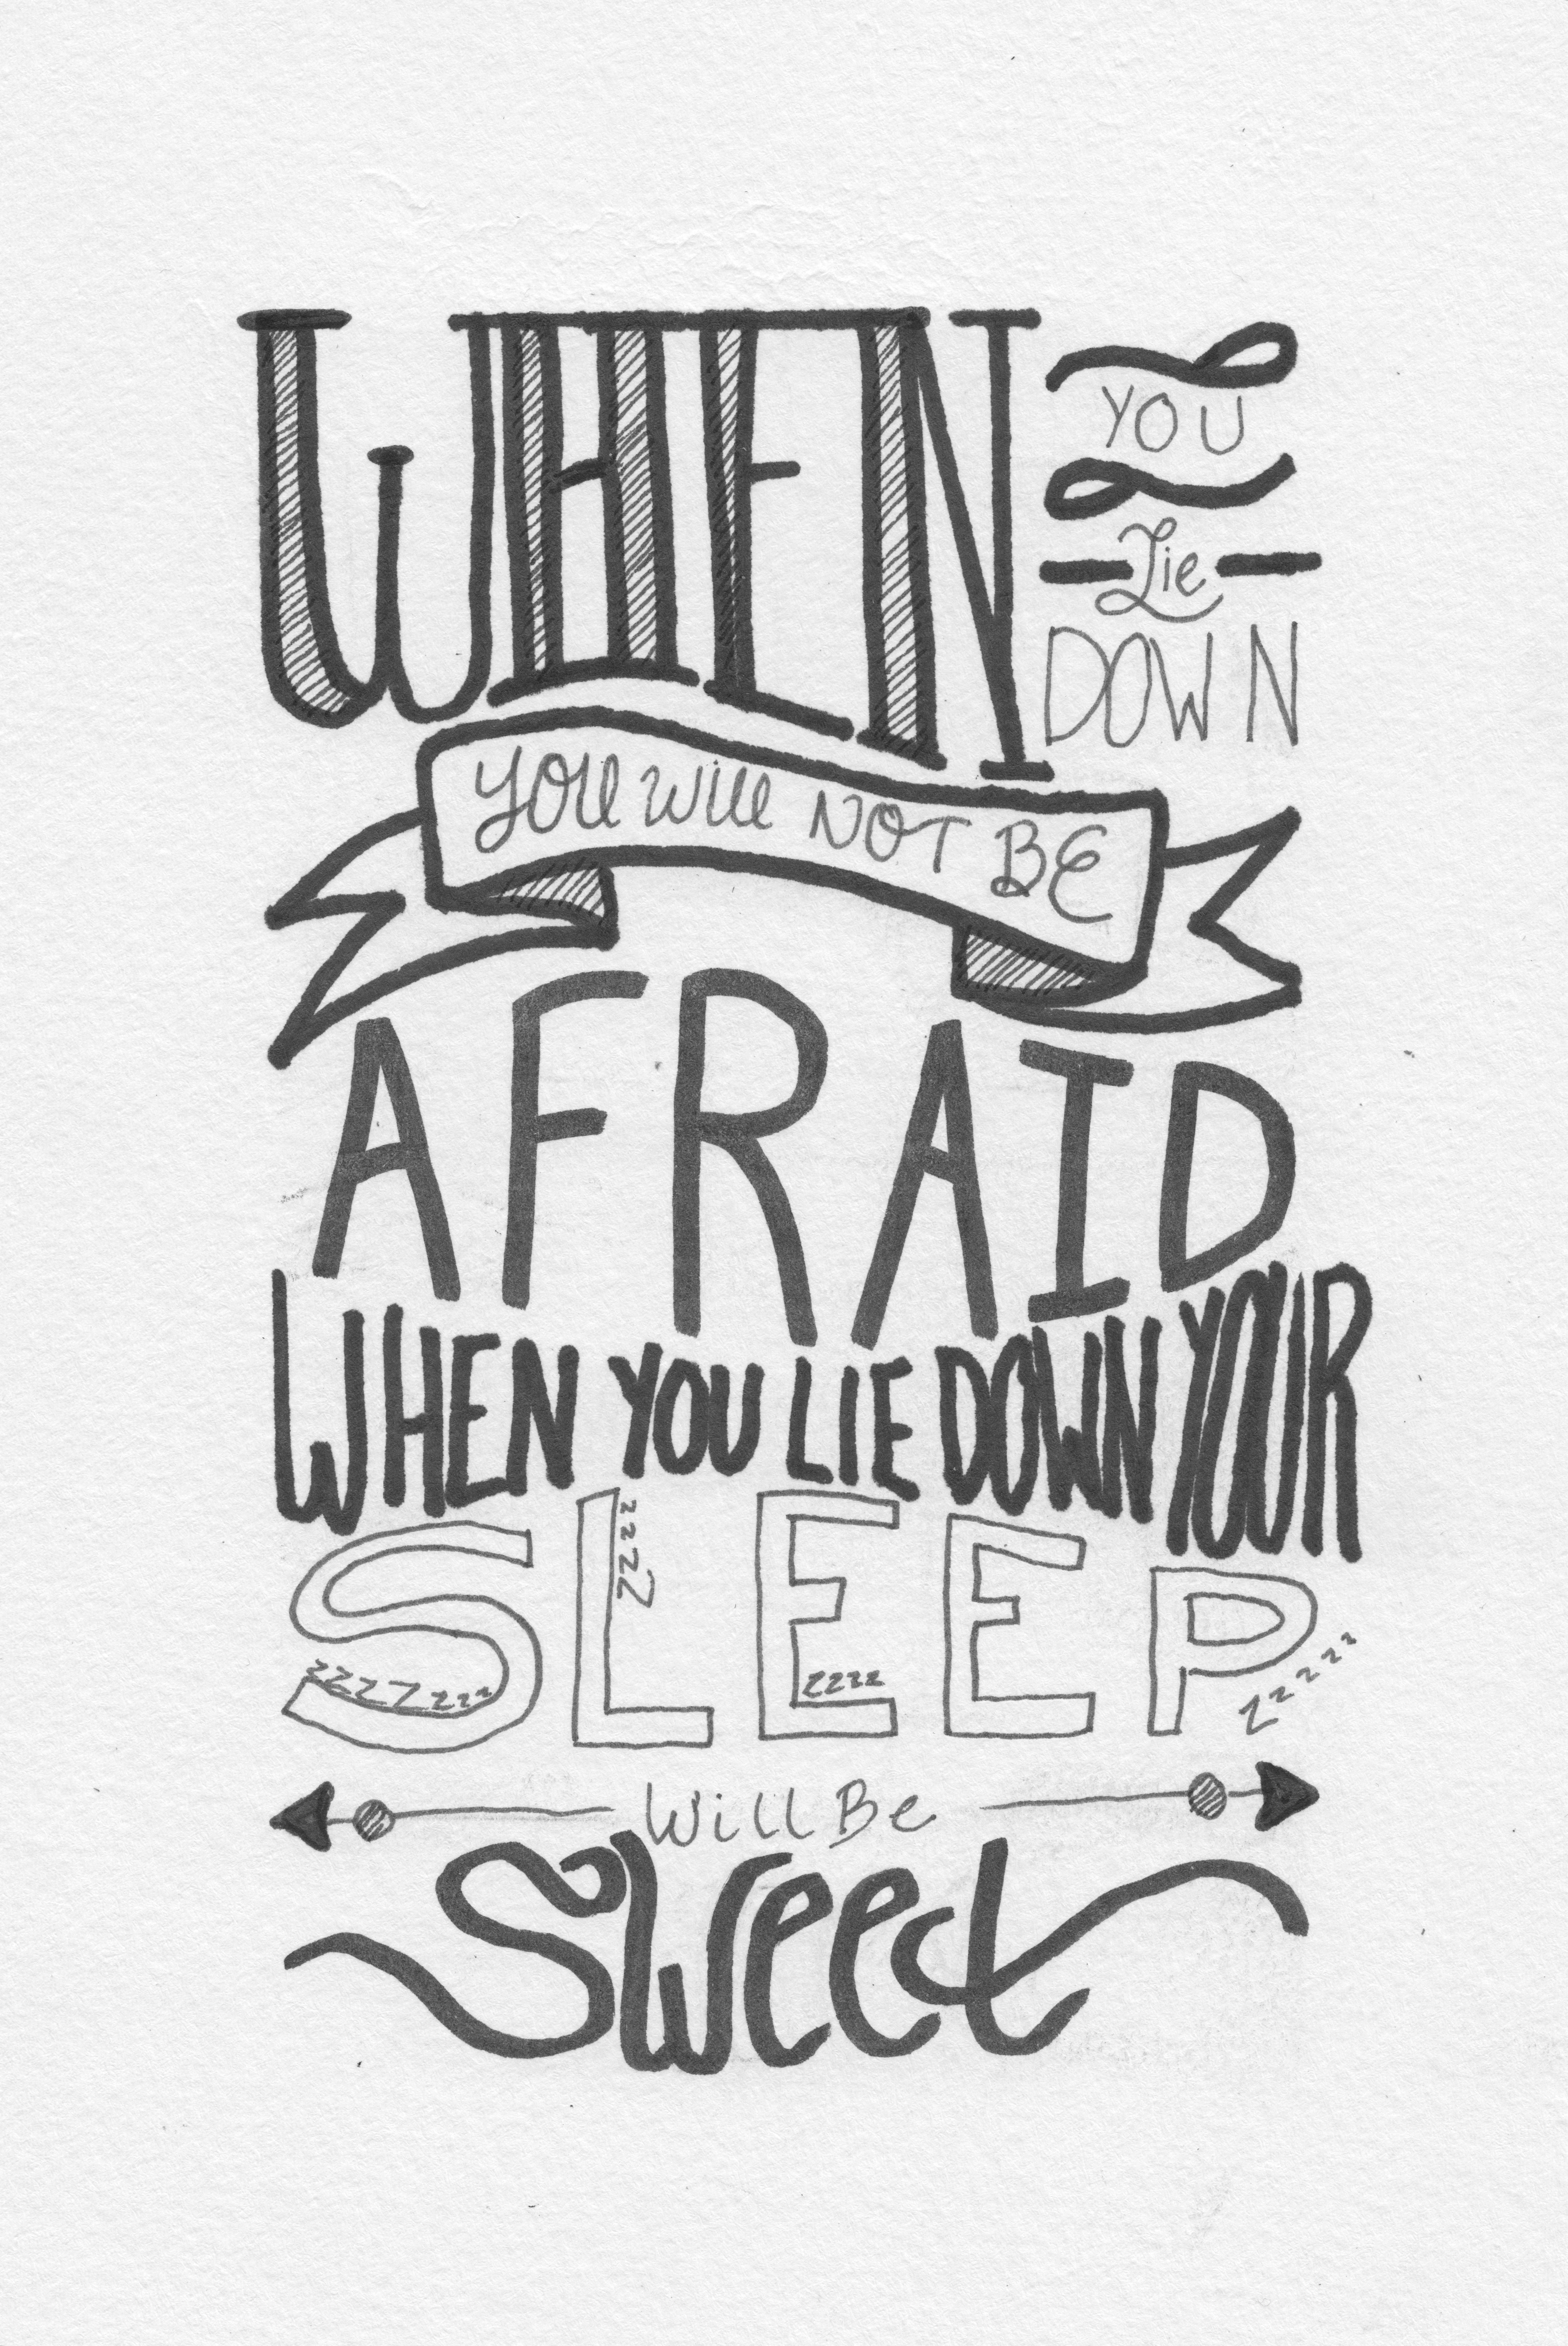 WHEN
YOU
Lie
DOWN
YOU Will NOT BE
AFRAID
WHEN YOU LIE DOWN YOUR
SLEEP
zzzz
zzzz
zzzzzzz
zzzzz
Will Be
Sweet